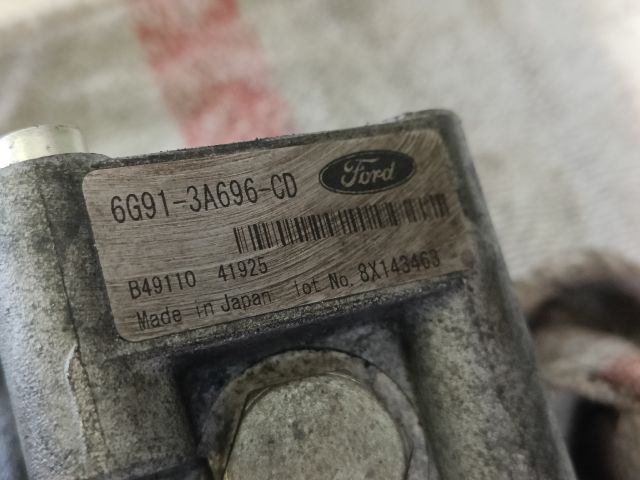 6G91-3A696-CD Ford
B49110 41925
Made in Japan lot No. 8X143463